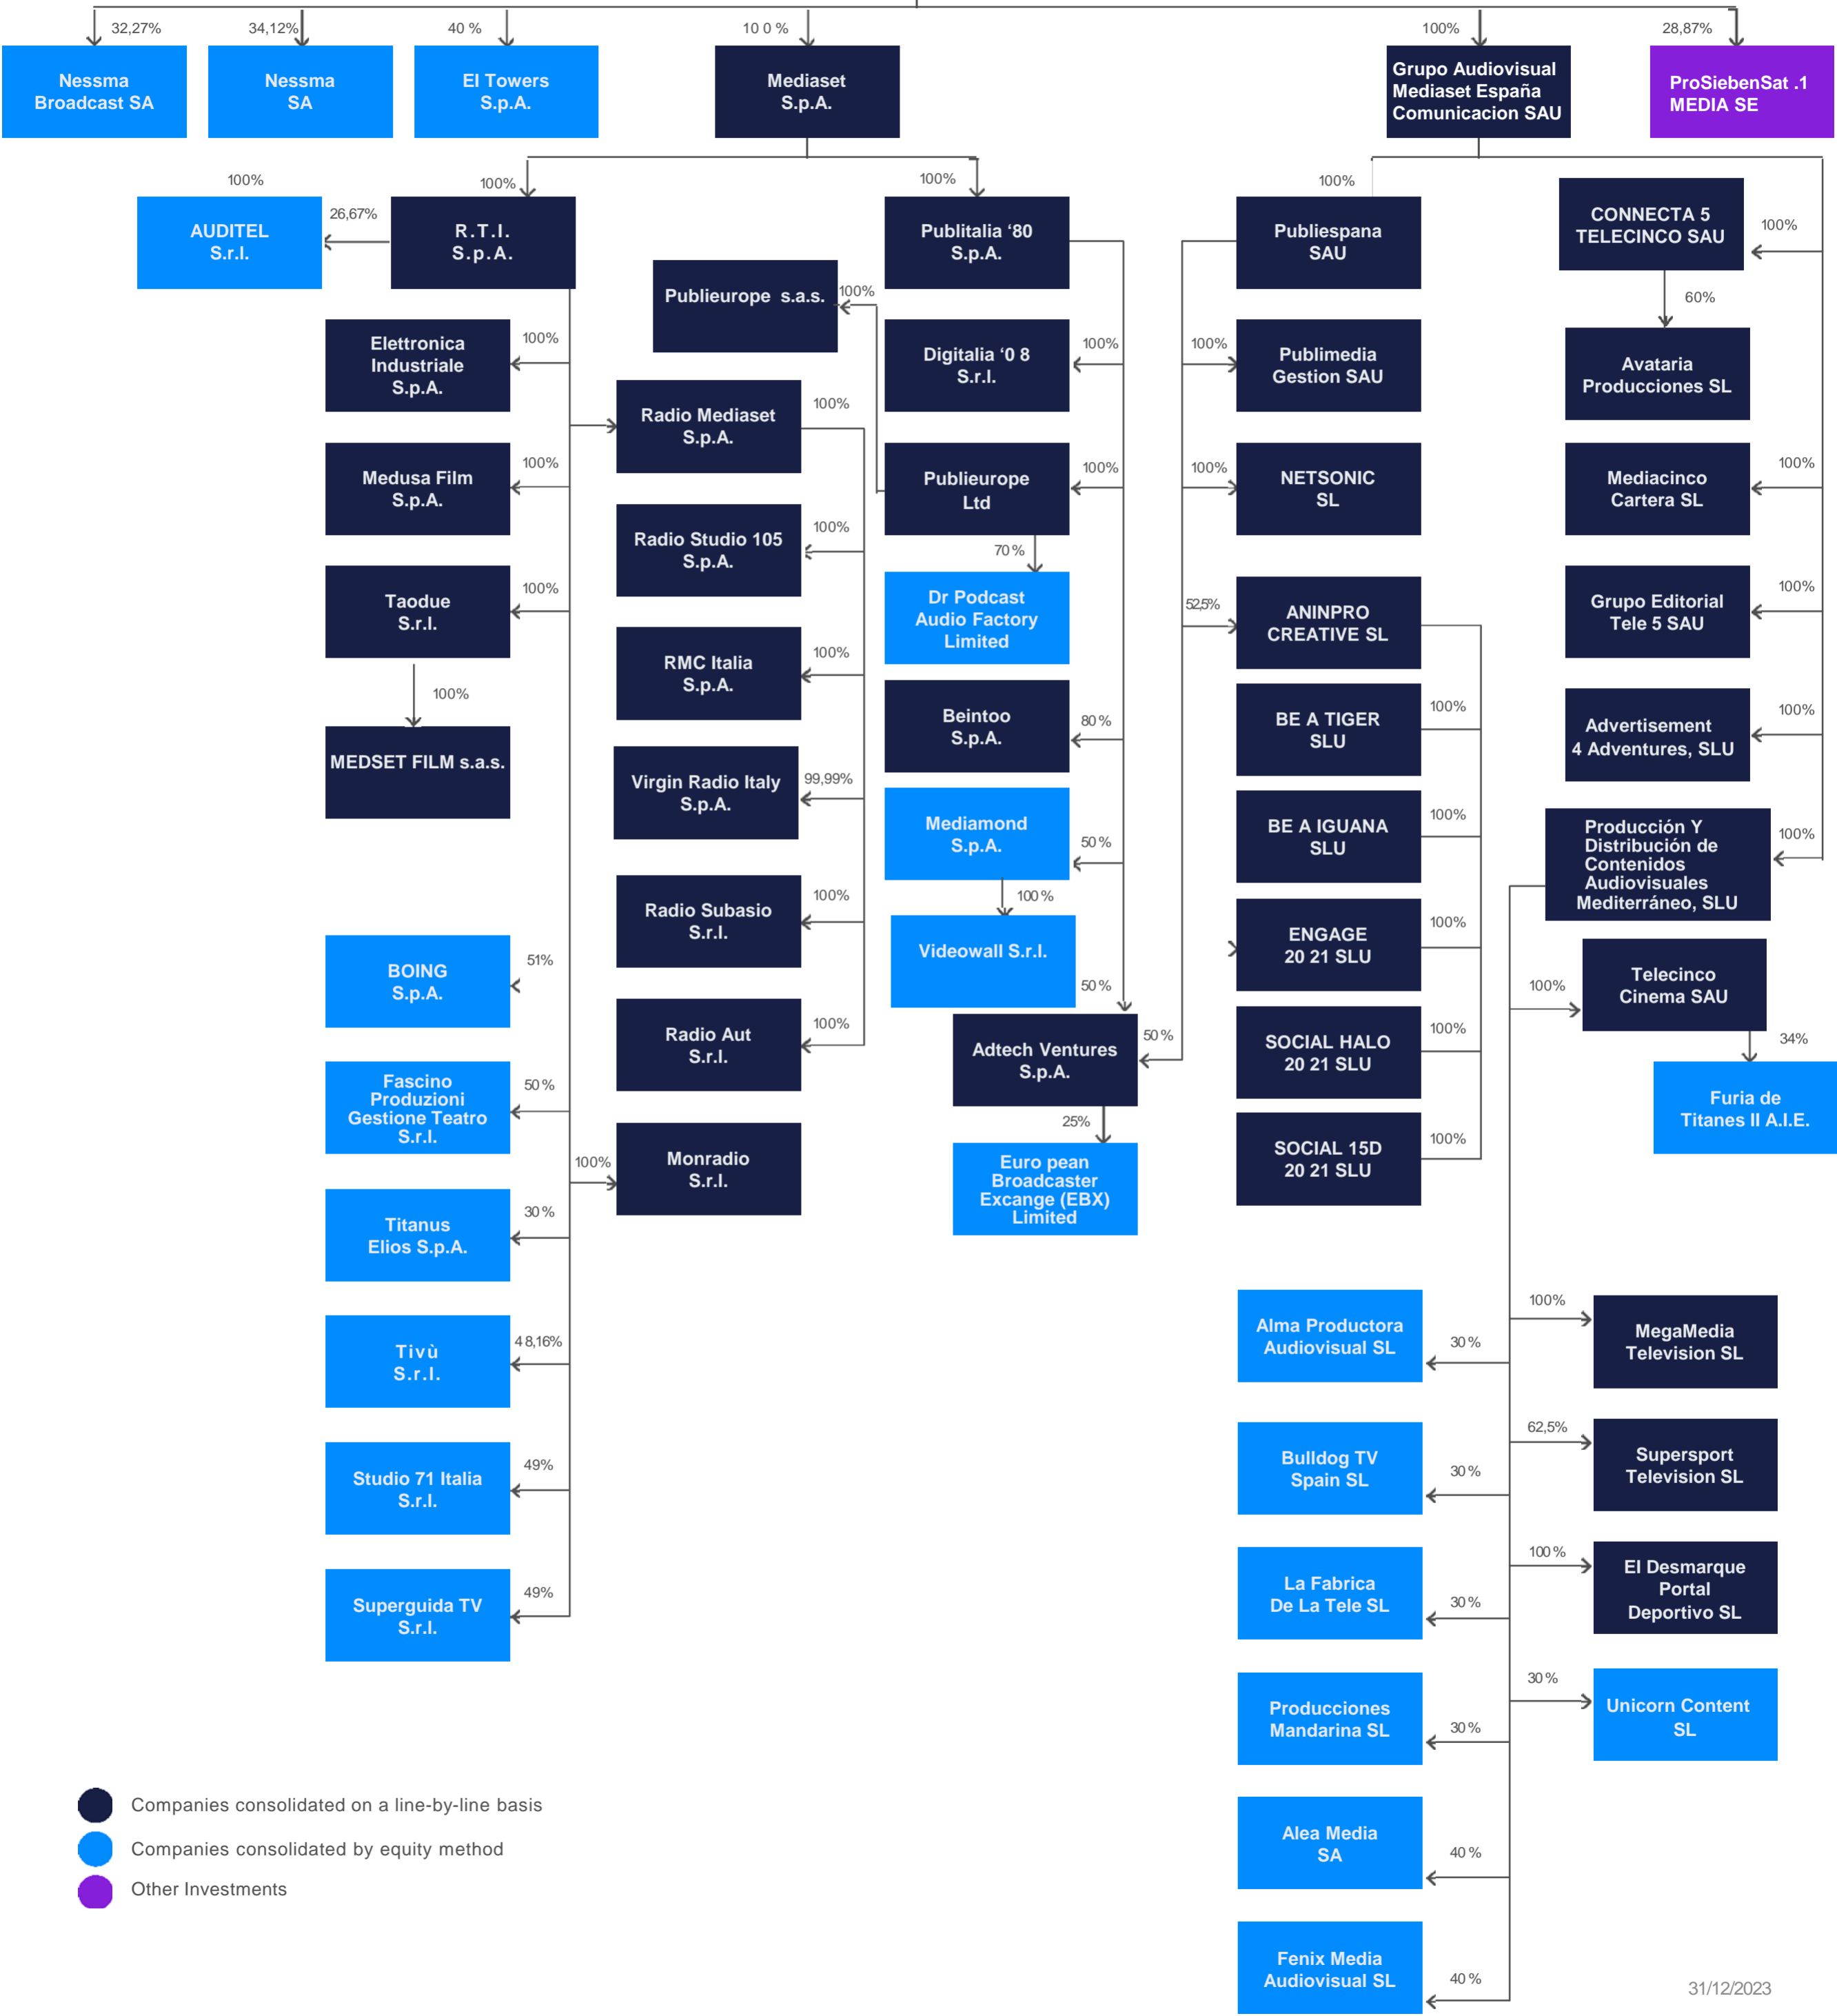 32,27%
34,12%
40 %
10 0 %
100%
28,87%
Nessma
Broadcast SA
Nessma
SA
EI Towers
S.p.A.
Mediaset
S.p.A.
Grupo Audiovisual
Mediaset España
Comunicacion SAU
ProSiebenSat .1
MEDIA SE
100%
100%
100%
100%
AUDITEL
S.r.l.
26,67%
R.T.I.
S.p.A.
Publitalia ‘80
S.p.A.
Publiespana
SAU
CONNECTA 5
TELECINCO SAU
100%
60%
Publieurope s.a.s.
100%
Elettronica
Industriale
S.p.A.
100%
Digitalia ‘0 8
S.r.l.
100%
100%
Publimedia
Gestion SAU
Avataria
Producciones SL
Radio Mediaset
S.p.A.
100%
Medusa Film
S.p.A.
100%
Publieurope
Ltd
100%
100%
NETSONIC
SL
Mediacinco
Cartera SL
100%
Radio Studio 105
S.p.A.
100%
70 %
Taodue
S.r.l.
100%
Dr Podcast
Audio Factory
Limited
52,5%
ANINPRO
CREATIVE SL
Grupo Editorial
Tele 5 SAU
100%
RMC Italia
S.p.A.
100%
100%
MEDSET FILM s.a.s.
Beintoo
S.p.A.
80 %
BE A TIGER
SLU
100%
Advertisement
4 Adventures, SLU
100%
Virgin Radio Italy
S.p.A.
99,99%
Mediamond
S.p.A.
50 %
100 %
BE A IGUANA
SLU
100%
Producción Y
Distribución de
Contenidos
Audiovisuales
Mediterráneo, SLU
100%
Radio Subasio
S.r.l.
100%
Videowall S.r.l.
ENGAGE
20 21 SLU
100%
BOING
S.p.A.
51%
50 %
100%
Telecinco
Cinema SAU
Radio Aut
S.r.l.
100%
Adtech Ventures
S.p.A.
50 %
SOCIAL HALO
20 21 SLU
100%
34%
Fascino
Produzioni
Gestione Teatro
S.r.l.
50 %
25%
Furia de
Titanes II A.I.E.
100%
Monradio
S.r.l.
Euro pean
Broadcaster
Excange (EBX)
Limited
SOCIAL 15D
20 21 SLU
100%
Titanus
Elios S.p.A.
30 %
Tivù
S.r.l.
4 8,16%
Alma Productora
Audiovisual SL
30 %
100%
MegaMedia
Television SL
Studio 71 Italia
S.r.l.
49%
Bulldog TV
Spain SL
30 %
62,5%
Supersport
Television SL
Superguida TV
S.r.l.
49%
La Fabrica
De La Tele SL
30 %
100 %
El Desmarque
Portal
Deportivo SL
Producciones
Mandarina SL
30 %
30 %
Unicorn Content
SL
Companies consolidated on a line-by-line basis
Companies consolidated by equity method
Other Investments
Alea Media
SA
40 %
Fenix Media
Audiovisual SL
40 %
31/12/2023